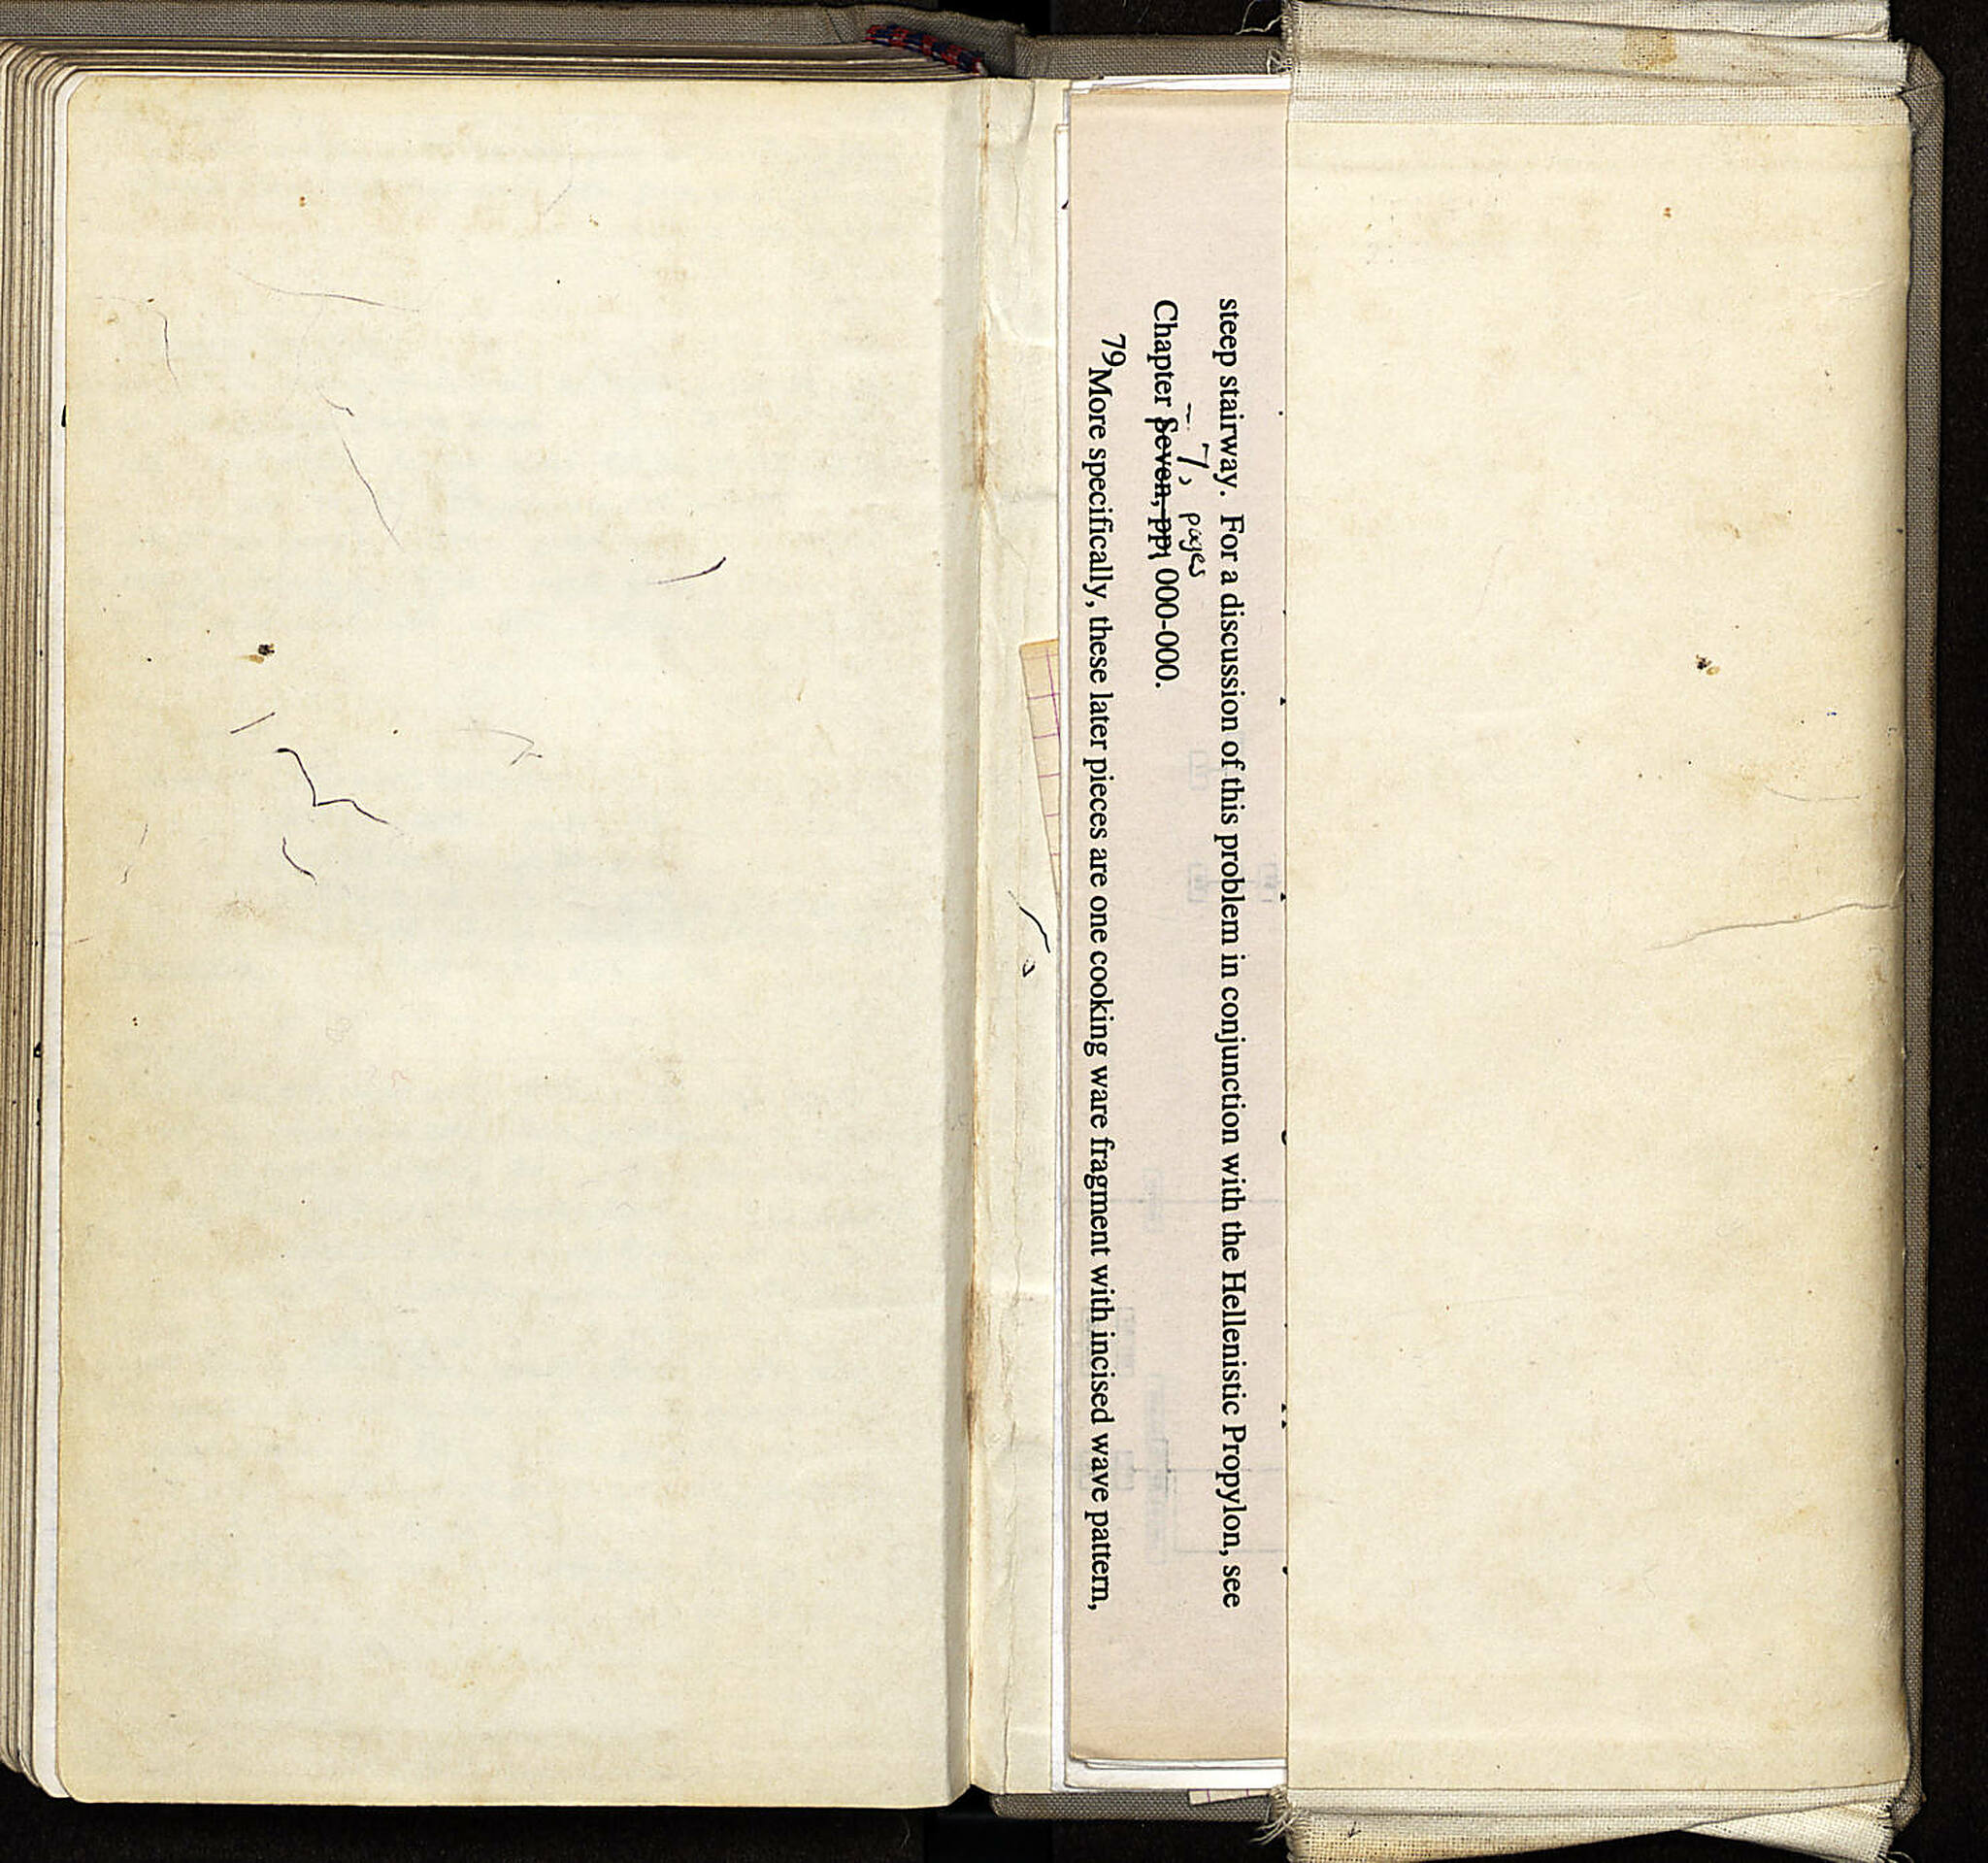 steep stairway. For a discussion of this problem in conjunction with the Hellenistic Propylon, see
7, pages
Chapter Seven, pp. 000-000.
79More specifically, these later pieces are one cooking ware fragment with incised wave pattern,